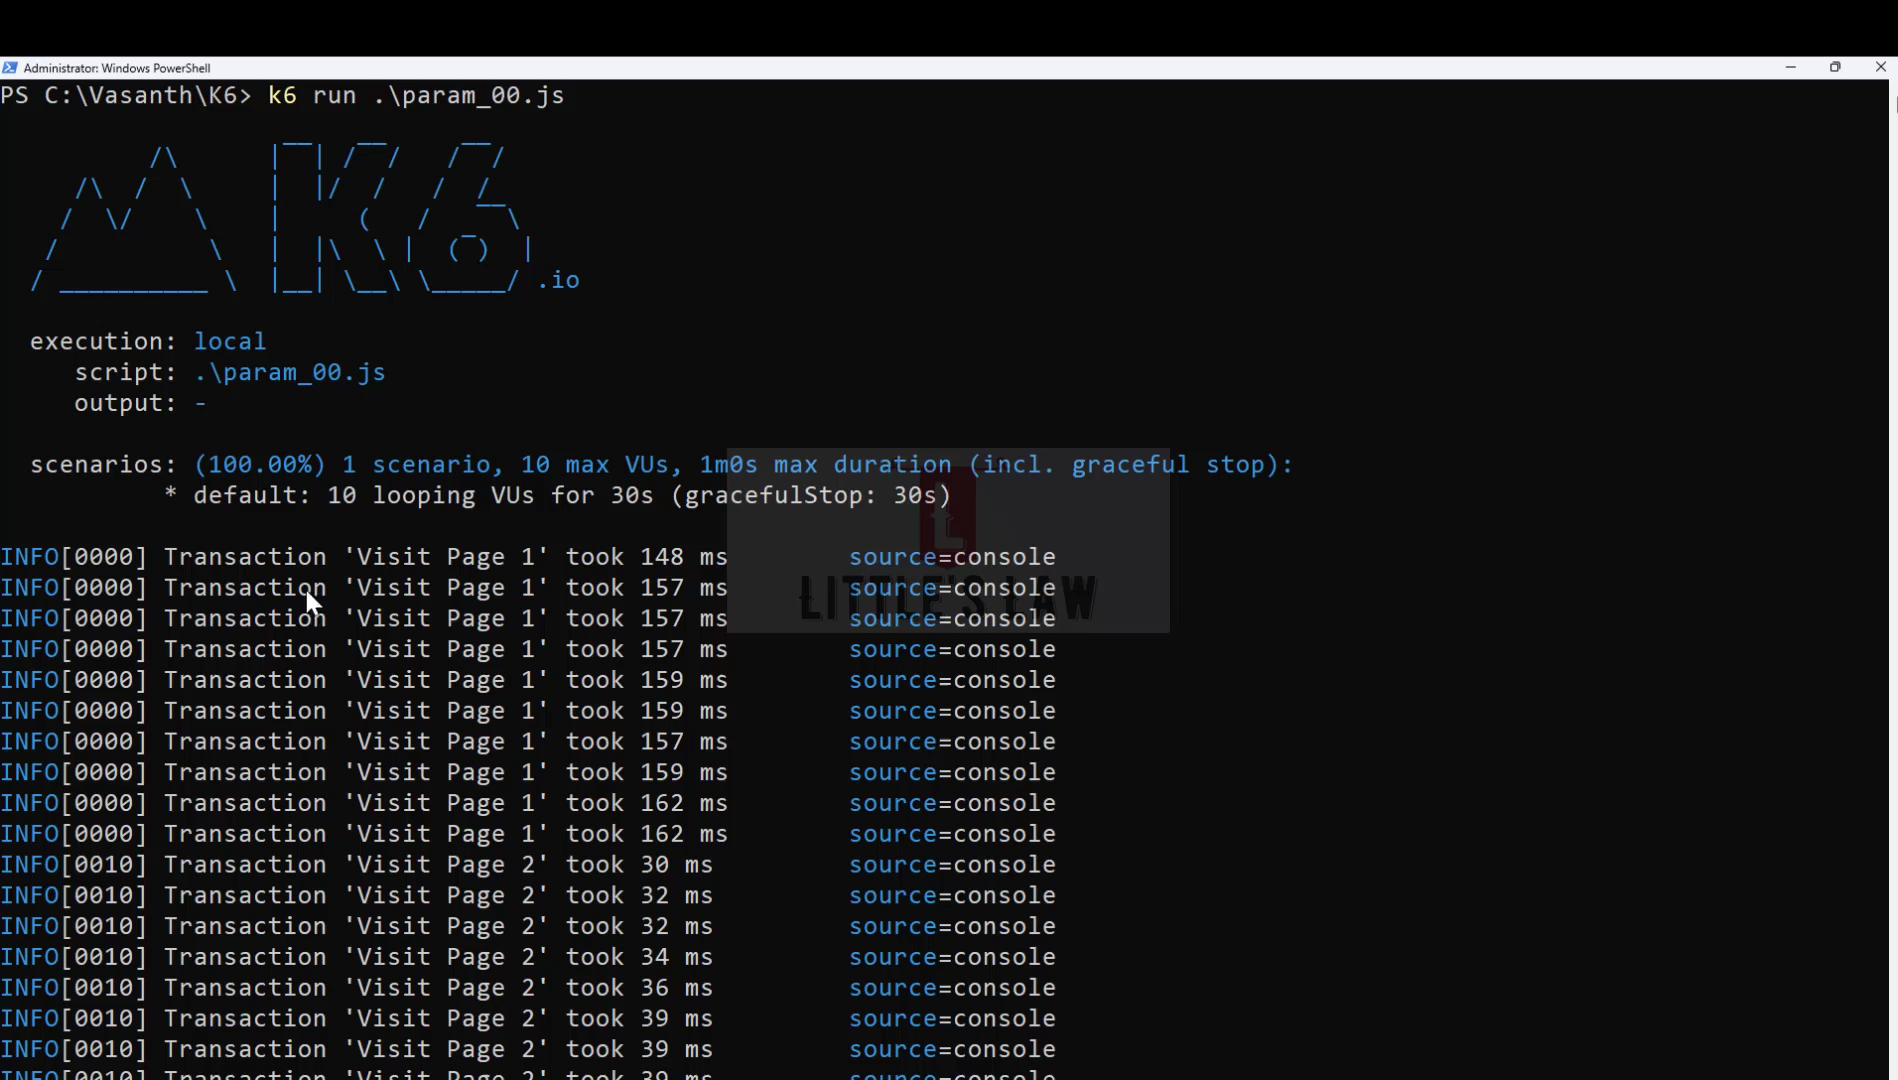 Administrator: Windows PowerShell
PS C:\Vasanth\K6> k6 run .\param_00.js
.io
execution: local
script: .\param_00.js
output: -
scenarios: (100.00%) 1 scenario, 10 max VUs, 1m0s max duration (incl. graceful stop):
* default: 10 looping VUs for 30s (gracefulStop: 30s)
INFO[0000] Transaction 'Visit Page 1' took 148 ms source=console
INFO[0000] Transaction 'Visit Page 1' took 157 ms source=console
LITTLE'S LAW
INFO[0000] Transaction 'Visit Page 1' took 157 ms source=console
INFO[0000] Transaction 'Visit Page 1' took 157 ms source=console
INFO[0000] Transaction 'Visit Page 1' took 159 ms source=console
INFO[0000] Transaction 'Visit Page 1' took 159 ms source=console
INFO[0000] Transaction 'Visit Page 1' took 157 ms source=console
INFO[0000] Transaction 'Visit Page 1' took 159 ms source=console
INFO[0000] Transaction 'Visit Page 1' took 162 ms source=console
INFO[0000] Transaction 'Visit Page 1' took 162 ms source=console
INFO[0010] Transaction 'Visit Page 2' took 30 ms source=console
INFO[0010] Transaction 'Visit Page 2' took 32 ms source=console
INFO[0010] Transaction 'Visit Page 2' took 32 ms source=console
INFO[0010] Transaction 'Visit Page 2' took 34 ms source=console
INFO[0010] Transaction 'Visit Page 2' took 36 ms source=console
INFO[0010] Transaction 'Visit Page 2' took 39 ms source=console
INFO[0010] Transaction 'Visit Page 2' took 39 ms source=console
INFO[0010] Transaction 'Visit Page 2' took 39 ms source=console